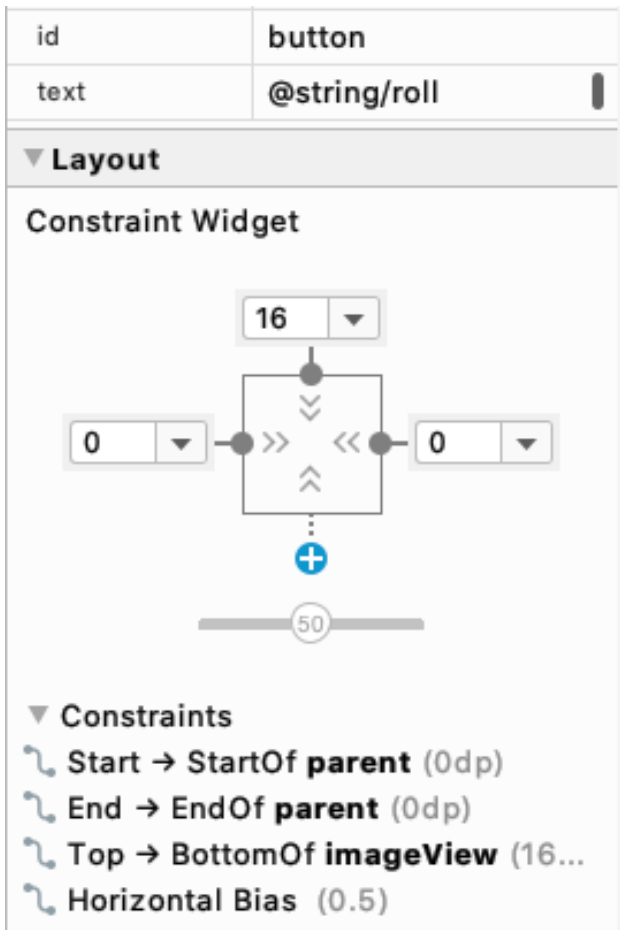 id button
text @string/roll
Layout
Constraint Widget
16
0 0
50
Constraints
Start → StartOf parent (0dp)
End → EndOf parent (0dp)
Top → BottomOf imageView (16...
Horizontal Bias (0.5)